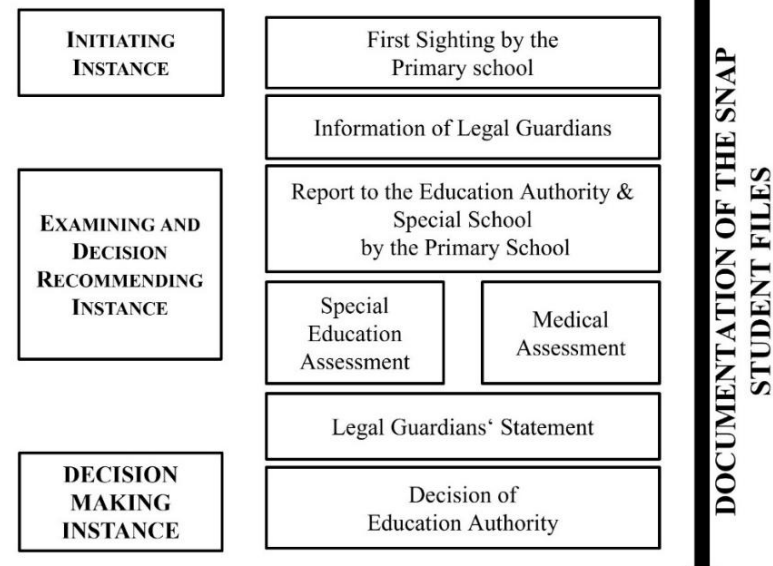 INITIATING
INSTANCE
First Sighting by the
Primary school
Information of Legal Guardians
EXAMINING AND
DECISION
RECOMMENDING
INSTANCE
Report to the Education Authority &
Special School
by the Primary School
Special
Education
Assessment
Medical
Assessment
Legal Guardians‘ Statement
DECISION
MAKING
INSTANCE
Decision of
Education Authority
DOCUMENTATION OF THE SNAP
STUDENT FILES